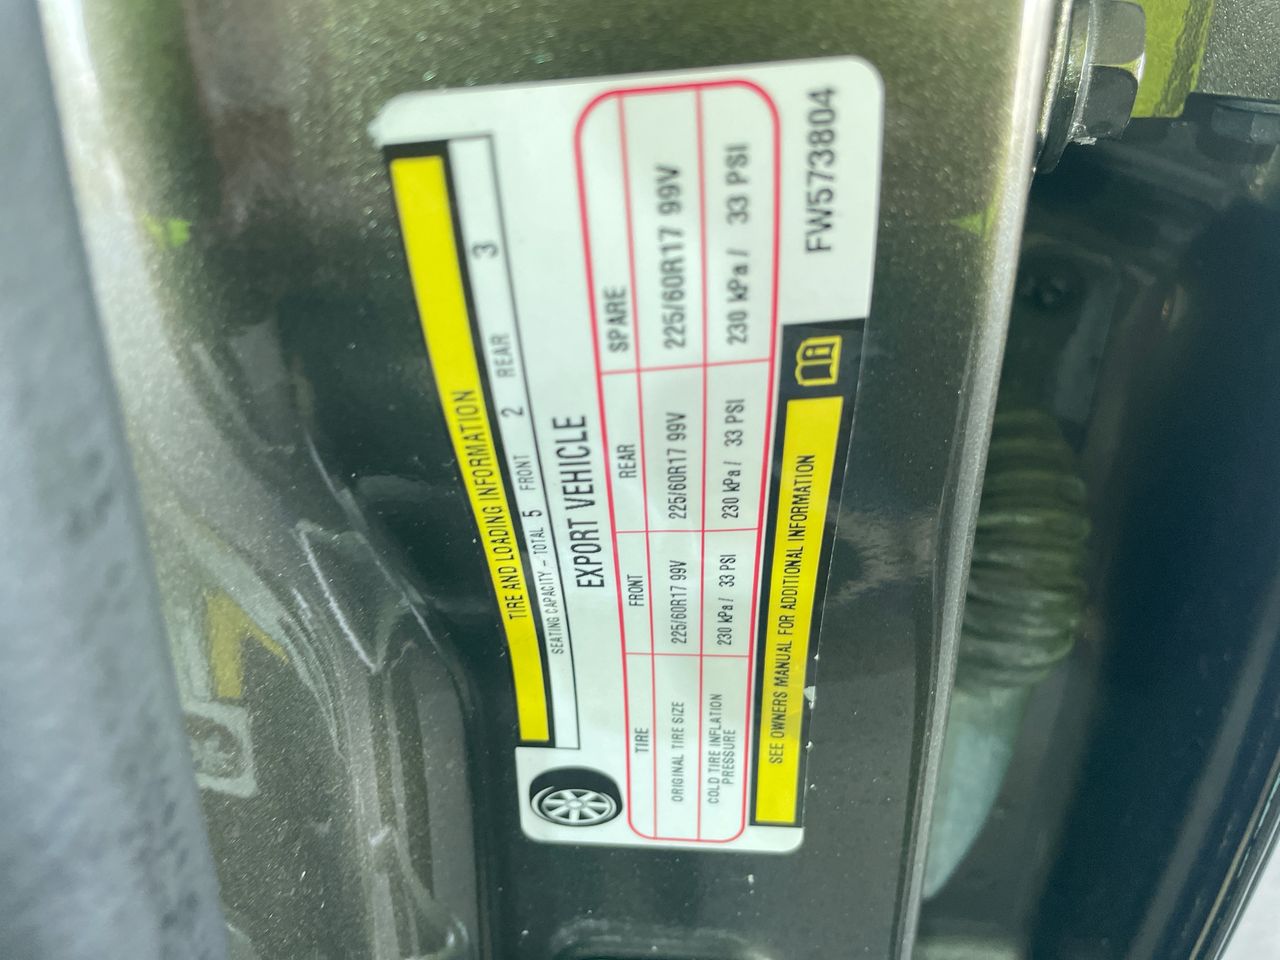 TIRE AND LOADING INFORMATION
SEATING CAPACITY - TOTAL 5 FRONT 2 REAR 3
EXPORT VEHICLE
TIRE FRONT REAR SPARE
ORIGINAL TIRE SIZE 225/60R17 99V 225/60R17 99V 225/60R17 99V
COLD TIRE INFLATION
PRESSURE 230 kPa / 33 PSI 230 kPa / 33 PSI 230 kPa / 33 PSI
SEE OWNERS MANUAL FOR ADDITIONAL INFORMATION
FW573804